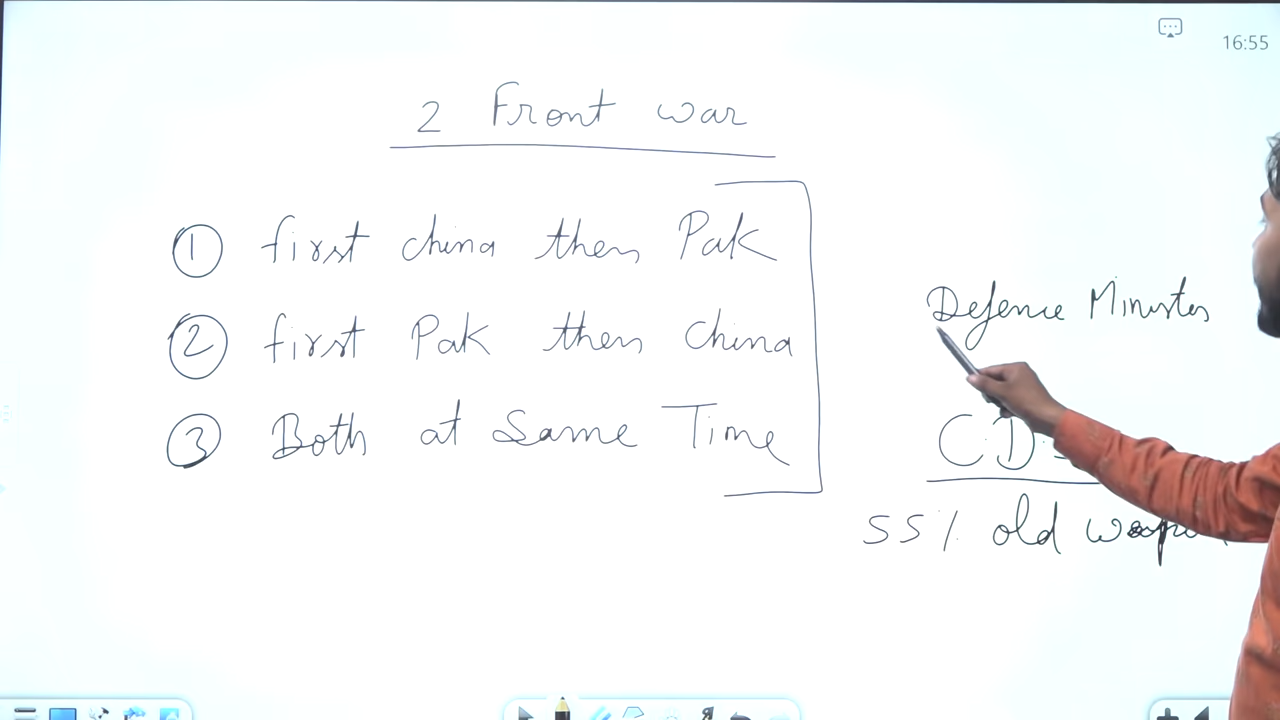 16:55
2 Front war
1 first china then Pak
2 first Pak then China
3 Both at Same Time
Defence Minister
C.D.
55% old